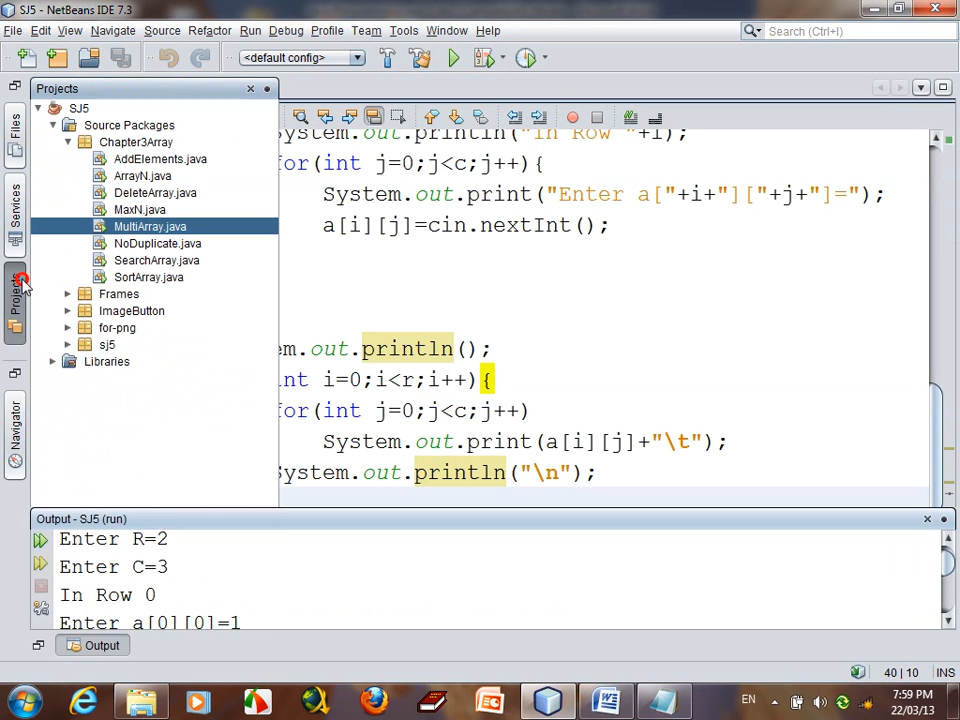 SJ5 - NetBeans IDE 7.3
File Edit View Navigate Source Refactor Run Debug Profile Team Tools Window Help
Search (Ctrl+I)
<default config>
Projects
Files
Services
Projects
Navigator
SJ5
Source Packages
Chapter3Array
AddElements.java
ArrayN.java
DeleteArray.java
MaxN.java
MultiArray.java
NoDuplicate.java
SearchArray.java
SortArray.java
Frames
ImageButton
for-png
sj5
Libraries
System.out.println("In Row "+i);
for(int j=0;j<c;j++){
System.out.print("Enter a["+i+"]["+j+"]=");
a[i][j]=cin.nextInt();
em.out.println();
int i=0;i<r;i++){
for(int j=0;j<c;j++)
System.out.print(a[i][j]+"\t");
System.out.println("\n");
Output - SJ5 (run)
Enter R=2
Enter C=3
In Row 0
Enter a[0][0]=1
Output
40 | 10 INS
EN
7:59 PM
22/03/13